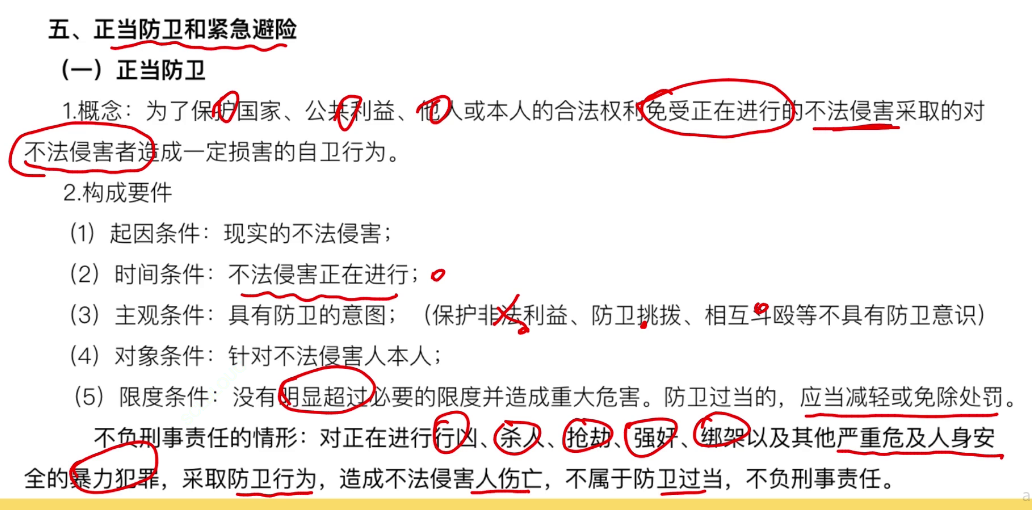 五、正当防卫和紧急避险
（一）正当防卫
1.概念：为了保护国家、公共利益、他人或本人的合法权利免受正在进行的不法侵害采取的对
不法侵害者造成一定损害的自卫行为。
2.构成要件
（1）起因条件：现实的不法侵害；
（2）时间条件：不法侵害正在进行；
（3）主观条件：具有防卫的意图；（保护非法利益、防卫挑拨、相互斗殴等不具有防卫意识）
（4）对象条件：针对不法侵害人本人；
（5）限度条件：没有明显超过必要的限度并造成重大危害。防卫过当的，应当减轻或免除处罚。
不负刑事责任的情形：对正在进行行凶、杀人、抢劫、强奸、绑架以及其他严重危及人身安
全的暴力犯罪，采取防卫行为，造成不法侵害人伤亡，不属于防卫过当，不负刑事责任。
a